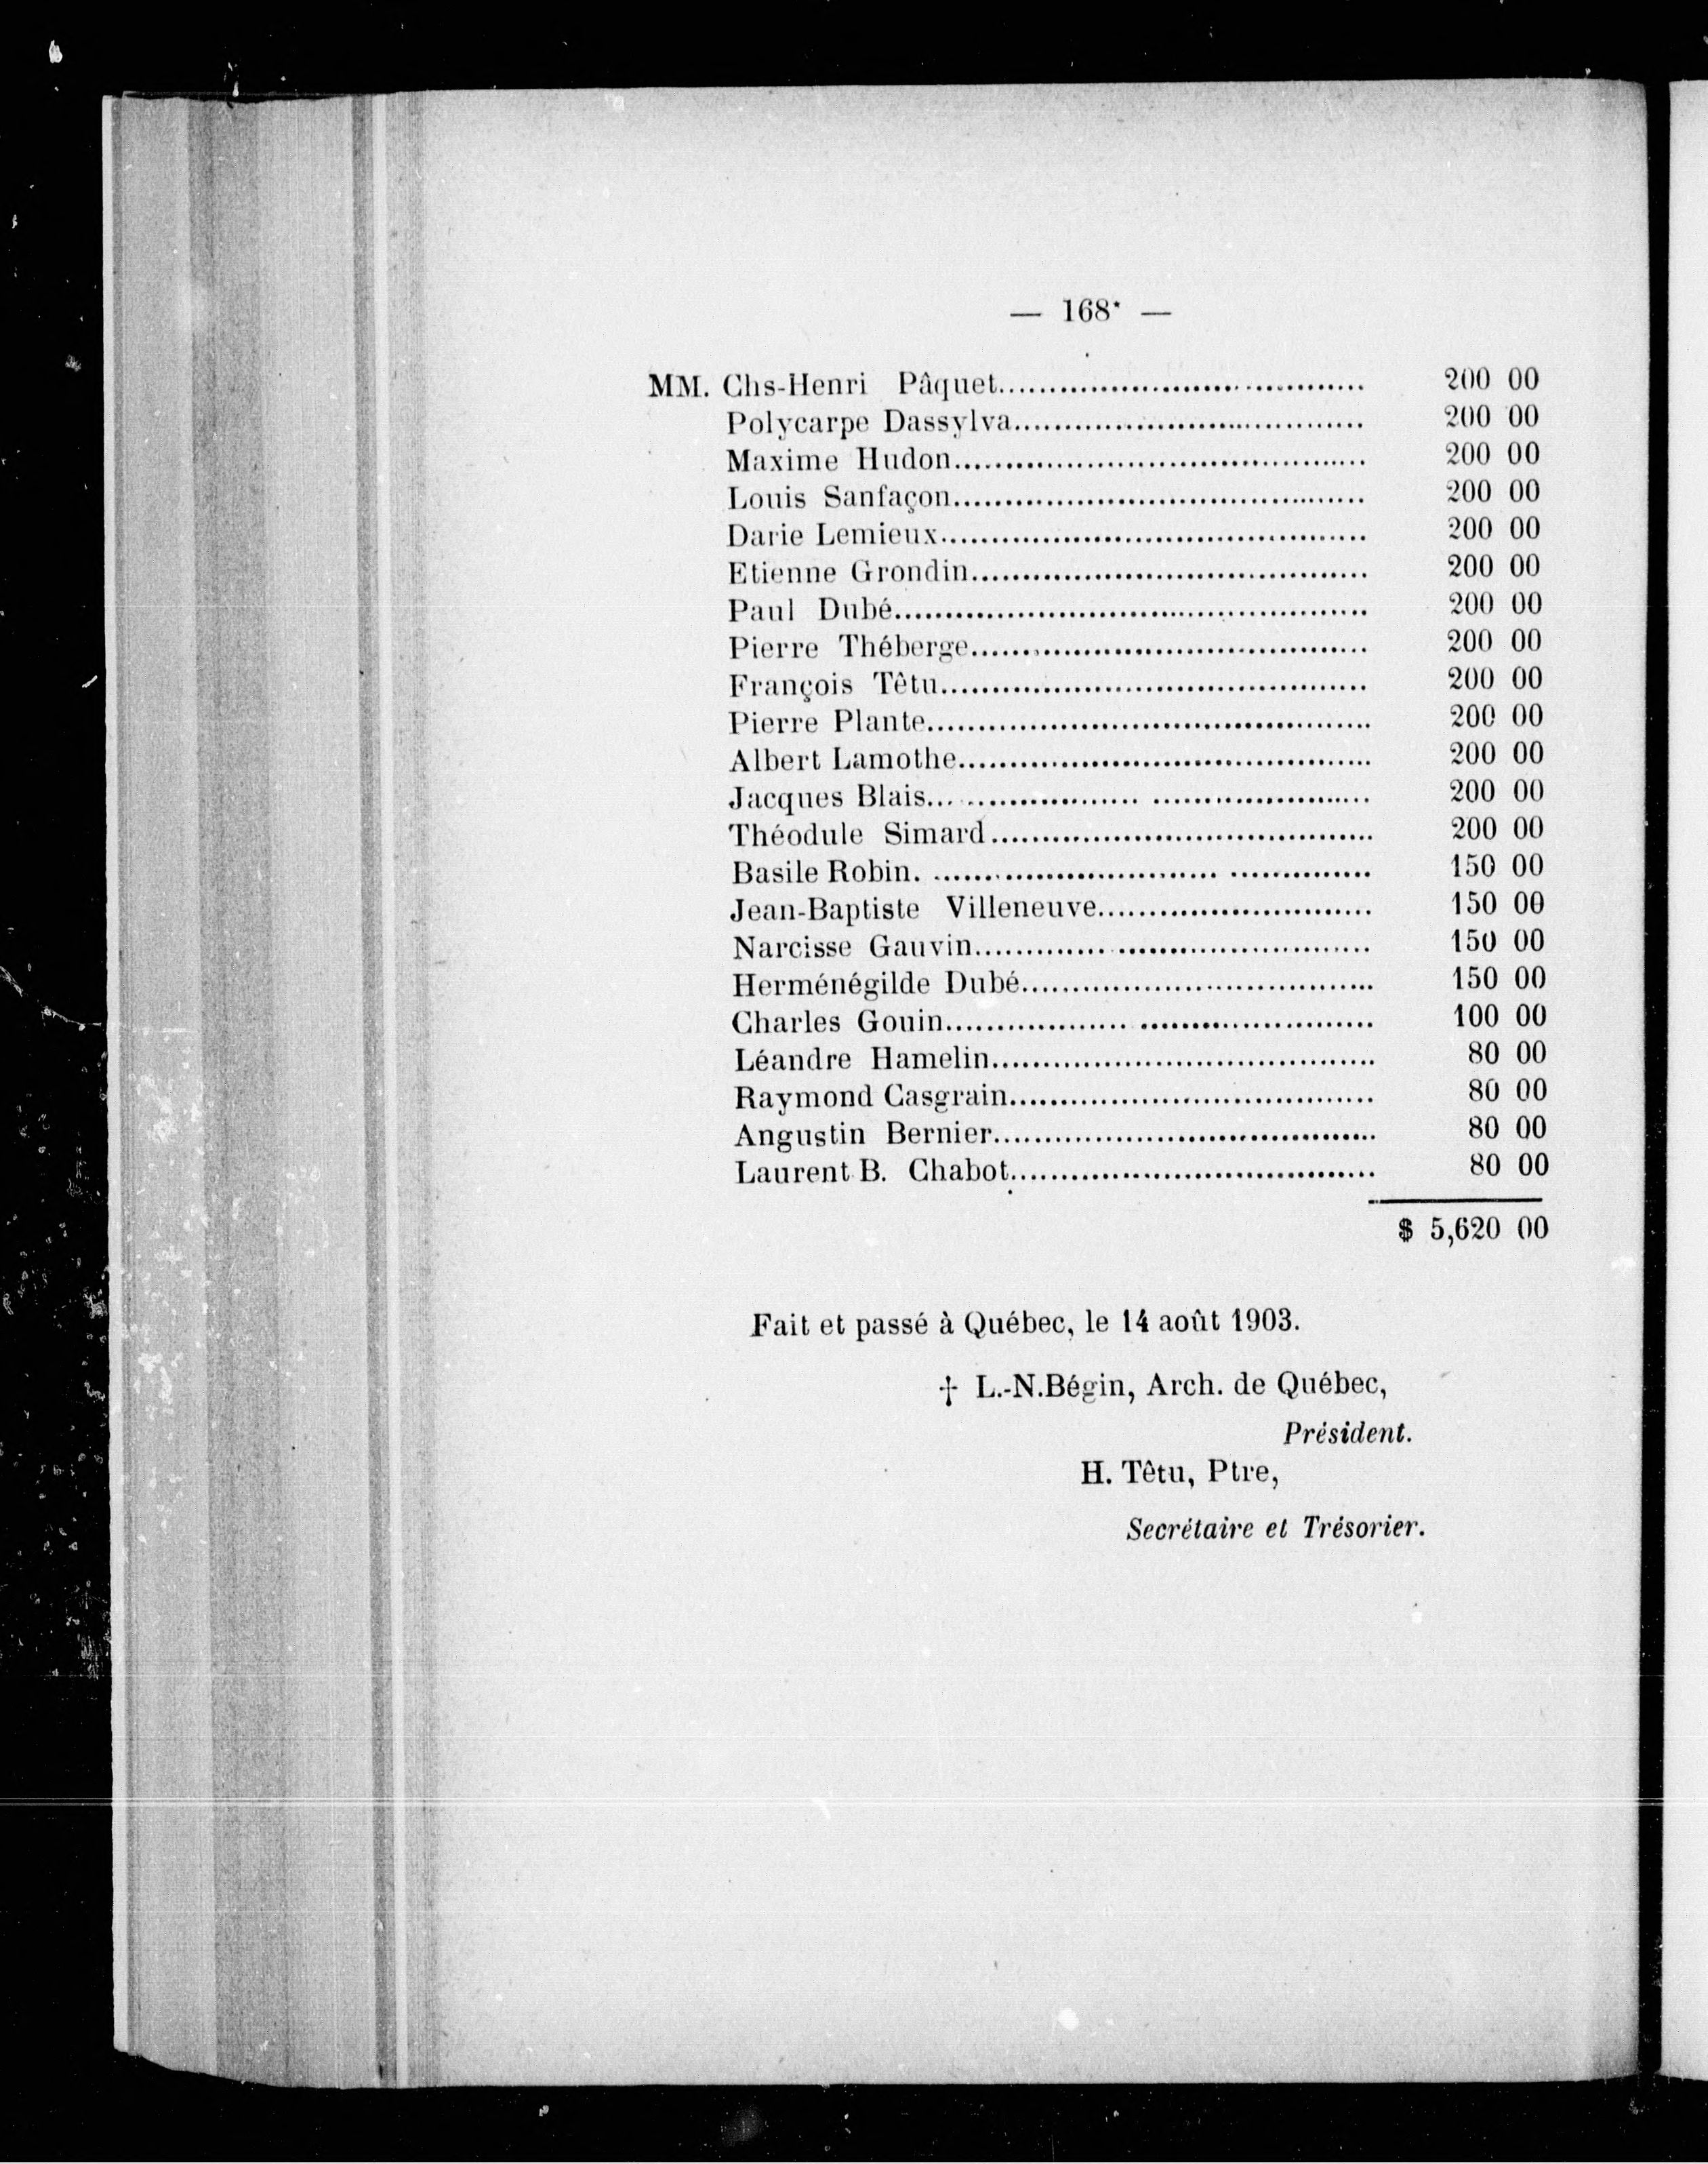 — 168* —
MM. Chs-Henri Pâquet........................................ 200 00
Polycarpe Dassylva........................................ 200 00
Maxime Hudon........................................ 200 00
Louis Sanfaçon........................................ 200 00
Darie Lemieux........................................ 200 00
Etienne Grondin........................................ 200 00
Paul Dubé........................................ 200 00
Pierre Théberge........................................ 200 00
François Têtu........................................ 200 00
Pierre Plante........................................ 200 00
Albert Lamothe........................................ 200 00
Jacques Blais........................................ 200 00
Théodule Simard........................................ 200 00
Basile Robin. ........................................ 150 00
Jean-Baptiste Villeneuve........................................ 150 00
Narcisse Gauvin........................................ 150 00
Herménégilde Dubé........................................ 150 00
Charles Gouin........................................ 100 00
Léandre Hamelin........................................ 80 00
Raymond Casgrain........................................ 80 00
Angustin Bernier........................................ 80 00
Laurent B. Chabot........................................ 80 00
$ 5,620 00
Fait et passé à Québec, le 14 août 1903.
† L.-N.Bégin, Arch. de Québec,
Président.
H. Têtu, Ptre,
Secrétaire et Trésorier.